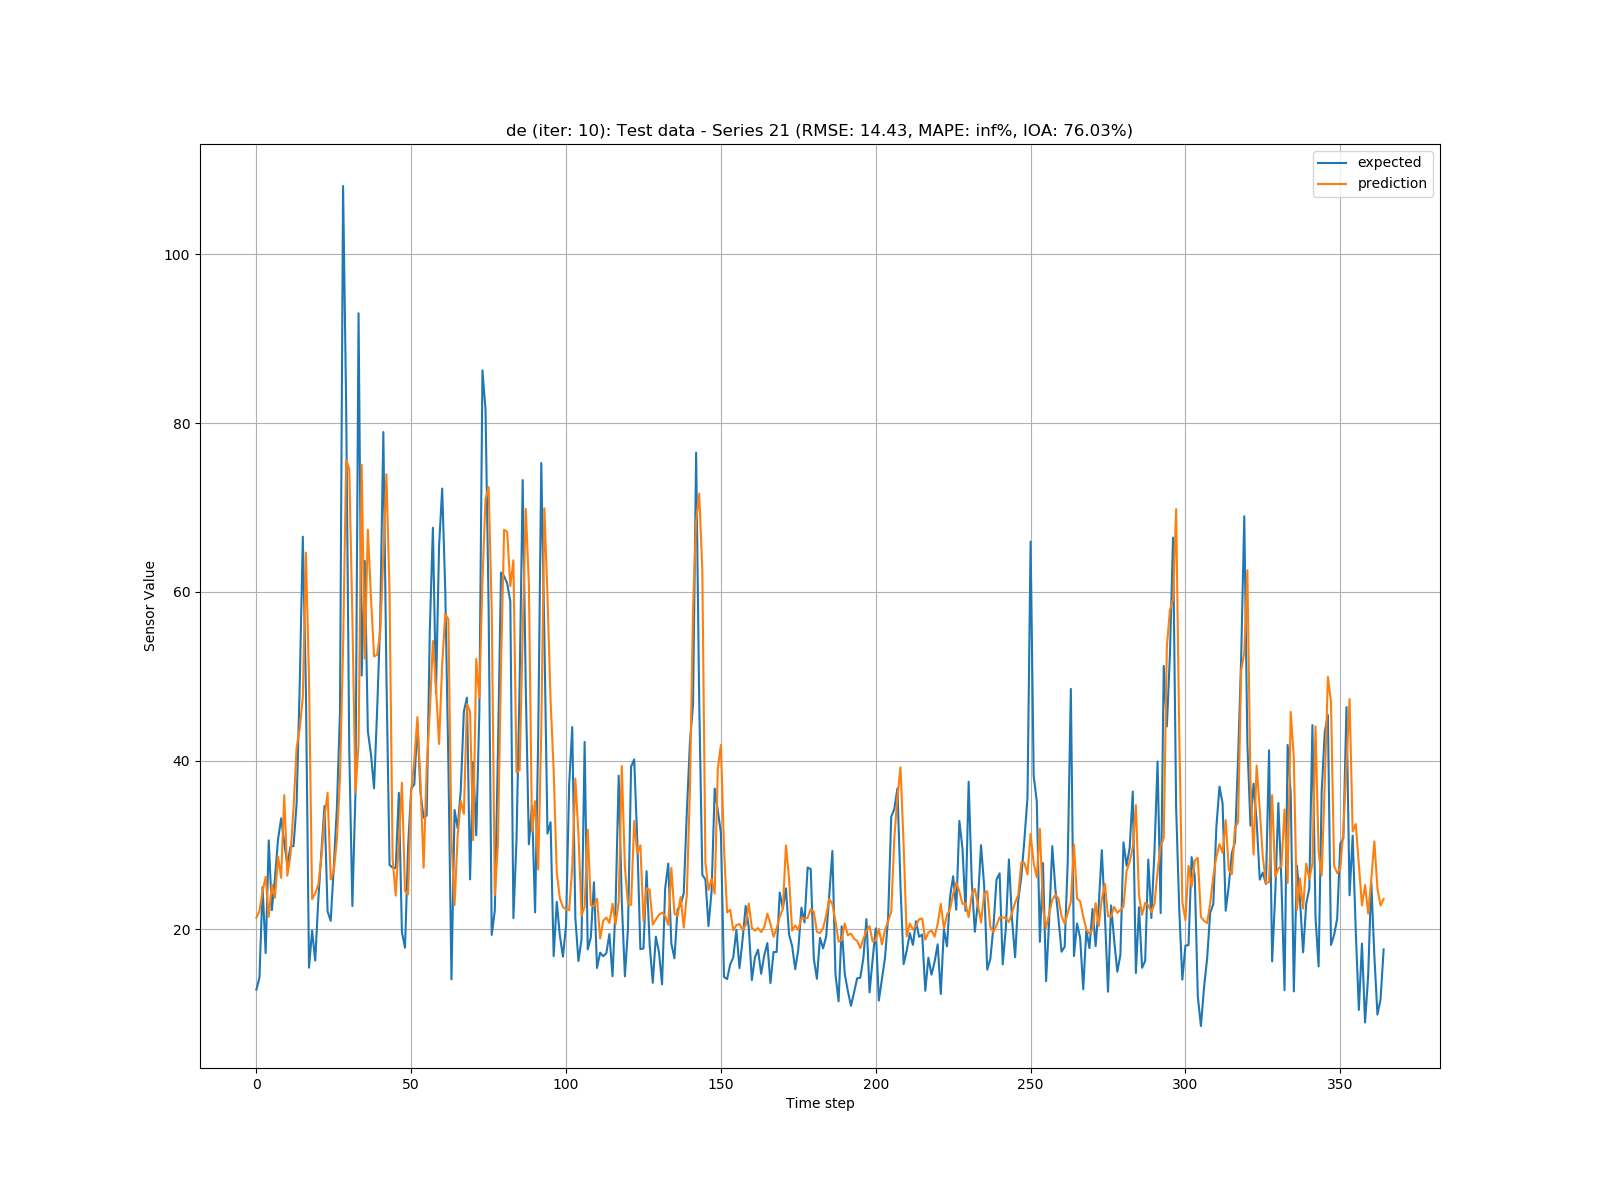 de (iter: 10): Test data - Series 21 (RMSE: 14.43, MAPE: inf%, IOA: 76.03%)
expected
prediction
100
80
60
40
20
Sensor Value
0 50 100 150 200 250 300 350
Time step